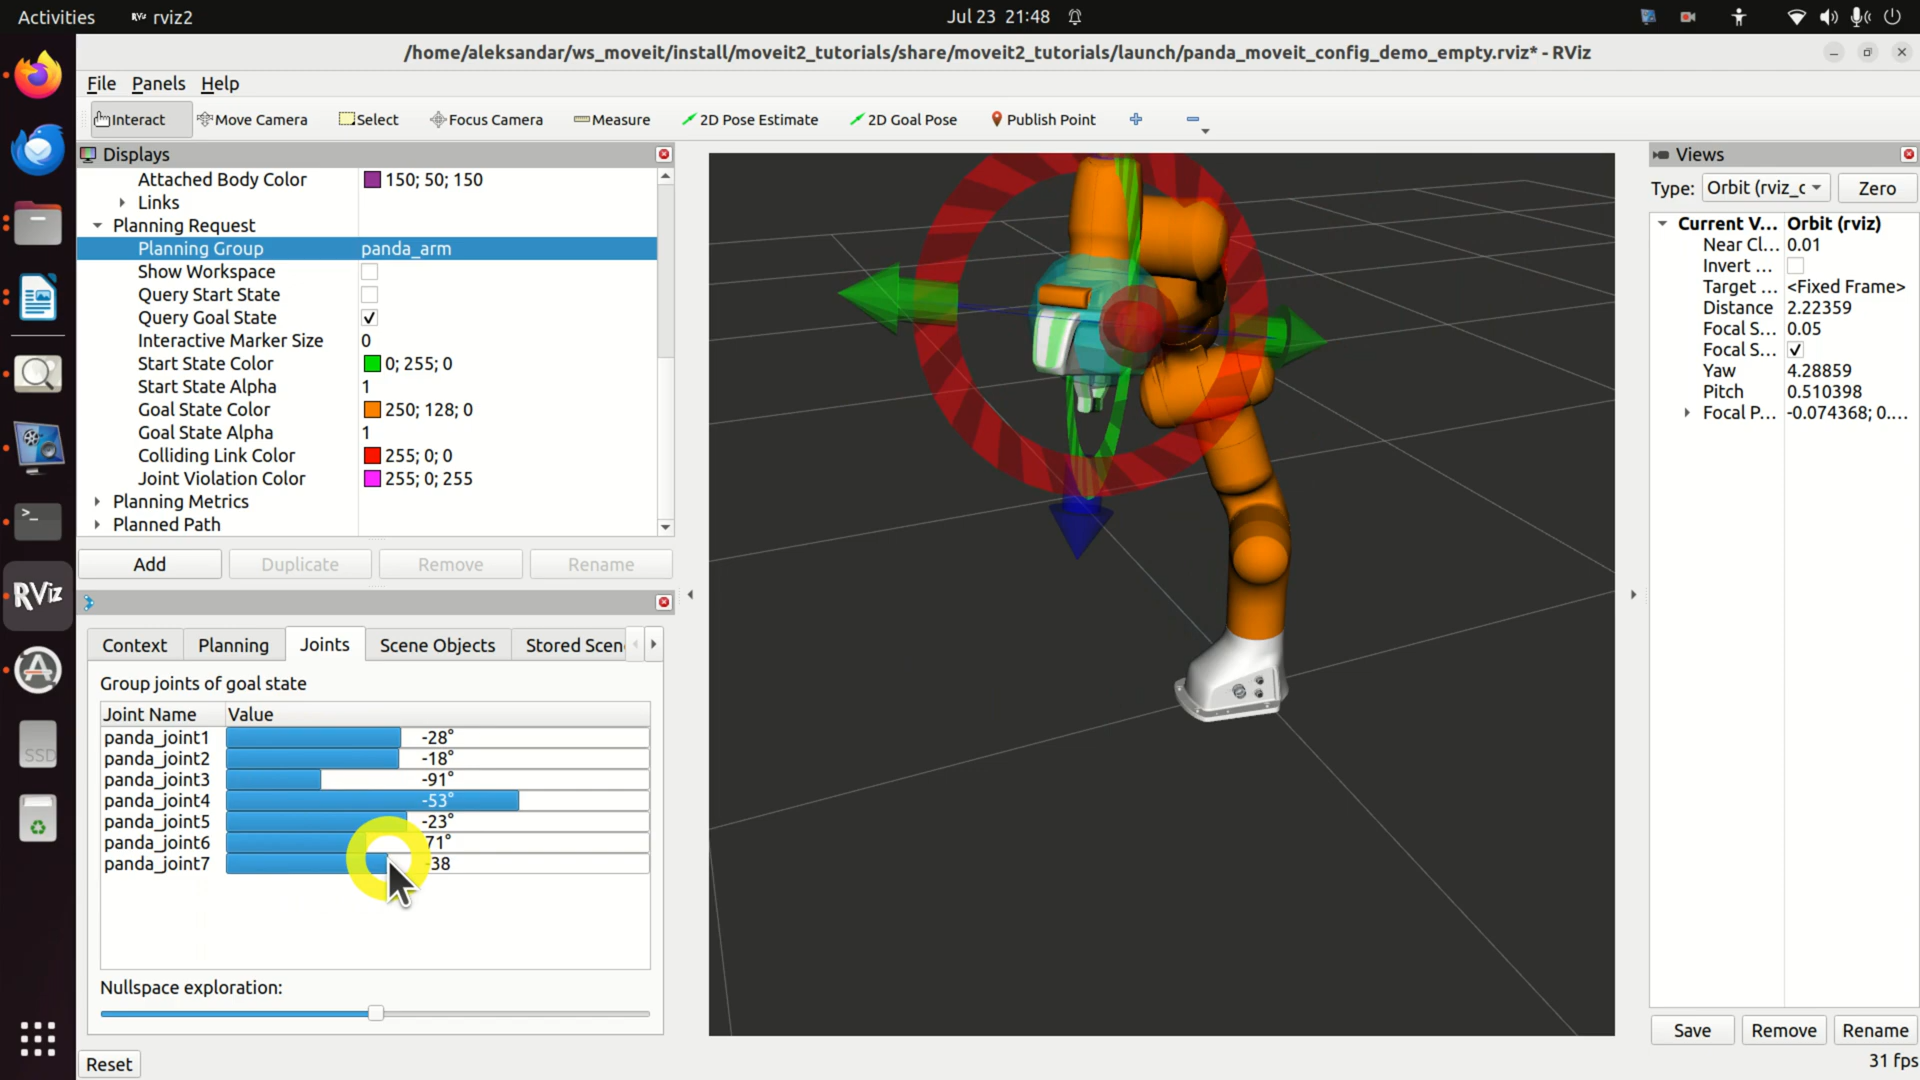 Activities
RViz rviz2
Jul 23 21:48
/home/aleksandar/ws_moveit/install/moveit2_tutorials/share/moveit2_tutorials/launch/panda_moveit_config_demo_empty.rviz* - RViz
File Panels Help
Interact Move Camera Select Focus Camera Measure 2D Pose Estimate 2D Goal Pose Publish Point
Displays
Attached Body Color 150; 50; 150
Links
Planning Request
Planning Group panda_arm
Show Workspace
Query Start State
Query Goal State
Interactive Marker Size 0
Start State Color 0; 255; 0
Start State Alpha 1
Goal State Color 250; 128; 0
Goal State Alpha 1
Colliding Link Color 255; 0; 0
Joint Violation Color 255; 0; 255
Planning Metrics
Planned Path
Add Duplicate Remove Rename
Context Planning Joints Scene Objects Stored Scen
Group joints of goal state
Joint Name Value
panda_joint1 -28°
panda_joint2 -18°
panda_joint3 -91°
panda_joint4 -53°
panda_joint5 -23°
panda_joint6 71°
panda_joint7 -38
Nullspace exploration:
Reset
RViz
SSD
Views
Type: Orbit (rviz_c Zero
Current V... Orbit (rviz)
Near Cl... 0.01
Invert ...
Target ... <Fixed Frame>
Distance 2.22359
Focal S... 0.05
Focal S...
Yaw 4.28859
Pitch 0.510398
Focal P... -0.074368; 0....
Save Remove Rename
31 fps